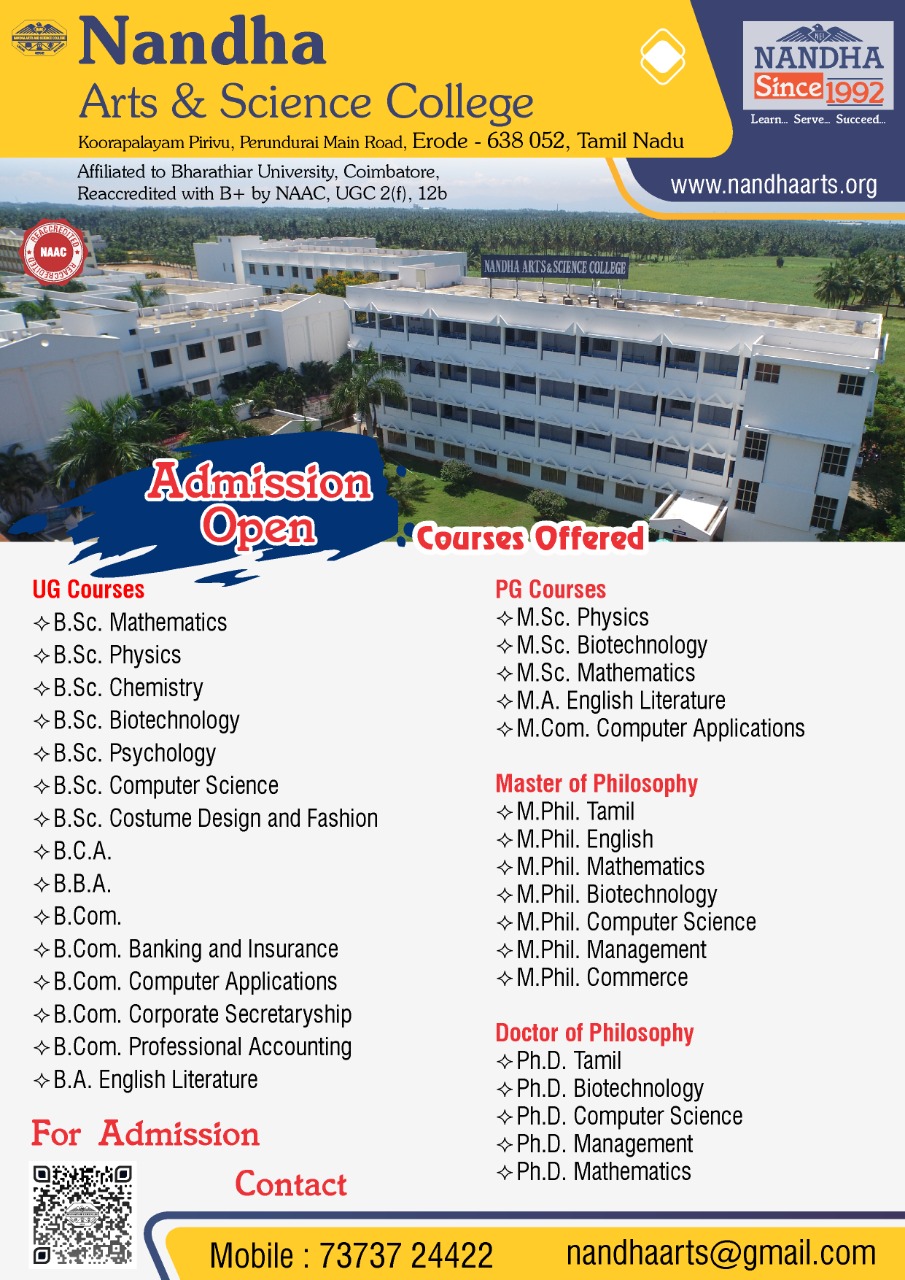 Nandha
Arts & Science College
Koorapalayam Pirivu, Perundurai Main Road, Erode - 638 052, Tamil Nadu
Affiliated to Bharathiar University, Coimbatore,
Reaccredited with B+ by NAAC, UGC 2(f), 12b
NANDHA
Since 1992
Learn... Serve... Succeed...
www.nandhaarts.org
REACCREDITED
NAAC
REACCREDITED
NANDHA ARTS & SCIENCE COLLEGE
Admission
Open
Courses Offered
UG Courses
B.Sc. Mathematics
B.Sc. Physics
B.Sc. Chemistry
B.Sc. Biotechnology
B.Sc. Psychology
B.Sc. Computer Science
B.Sc. Costume Design and Fashion
B.C.A.
B.B.A.
B.Com.
B.Com. Banking and Insurance
B.Com. Computer Applications
B.Com. Corporate Secretaryship
B.Com. Professional Accounting
B.A. English Literature
PG Courses
M.Sc. Physics
M.Sc. Biotechnology
M.Sc. Mathematics
M.A. English Literature
M.Com. Computer Applications
Master of Philosophy
M.Phil. Tamil
M.Phil. English
M.Phil. Mathematics
M.Phil. Biotechnology
M.Phil. Computer Science
M.Phil. Management
M.Phil. Commerce
Doctor of Philosophy
Ph.D. Tamil
Ph.D. Biotechnology
Ph.D. Computer Science
Ph.D. Management
Ph.D. Mathematics
For Admission
Contact
Mobile : 73737 24422
nandhaarts@gmail.com